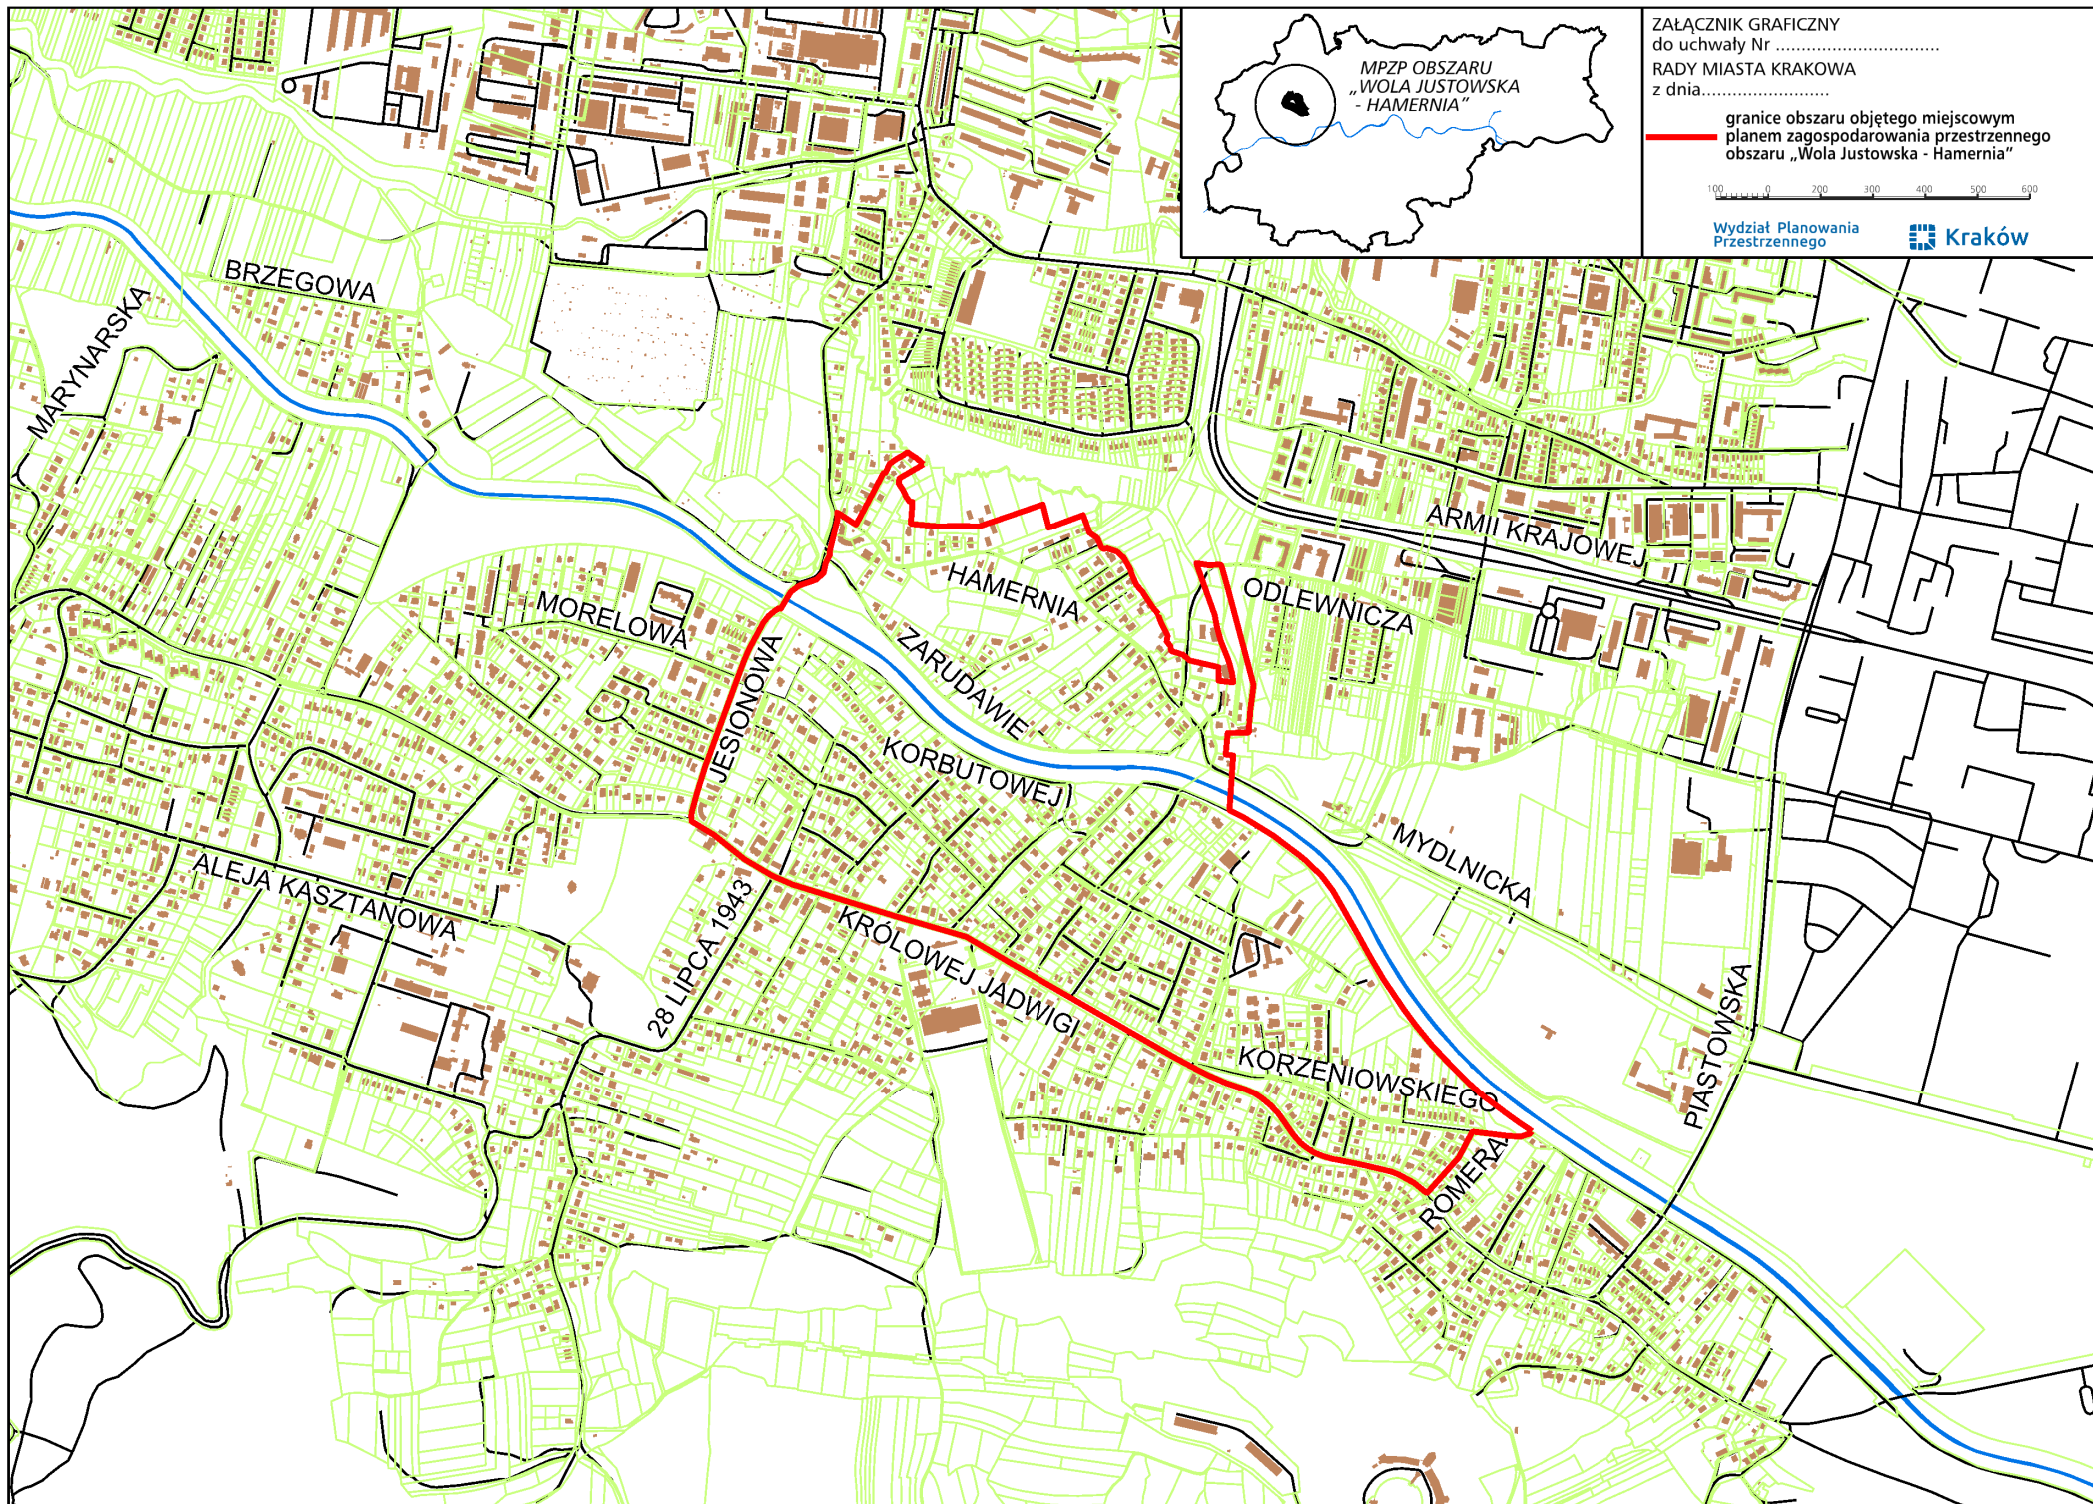 MPZP OBSZARU
„WOLA JUSTOWSKA
- HAMERNIA”
ZAŁĄCZNIK GRAFICZNY
do uchwały Nr ................................
RADY MIASTA KRAKOWA
z dnia.........................
granice obszaru objętego miejscowym
planem zagospodarowania przestrzennego
obszaru „Wola Justowska - Hamernia”
100 0 200 300 400 500 600
Wydział Planowania
Przestrzennego
Kraków
BRZEGOWA
MARYNARSKA
ARMII KRAJOWEJ
HAMERNIA
ODLEWNICZA
MORELOWA
ZARUDAWIE
JESIONOWA
KORBUTOWEJ
MYDLNICKA
ALEJA KASZTANOWA
28 LIPCA 1943
KRÓLOWEJ JADWIGI
PIASTOWSKA
KORZENIOWSKIEGO
ROMERA